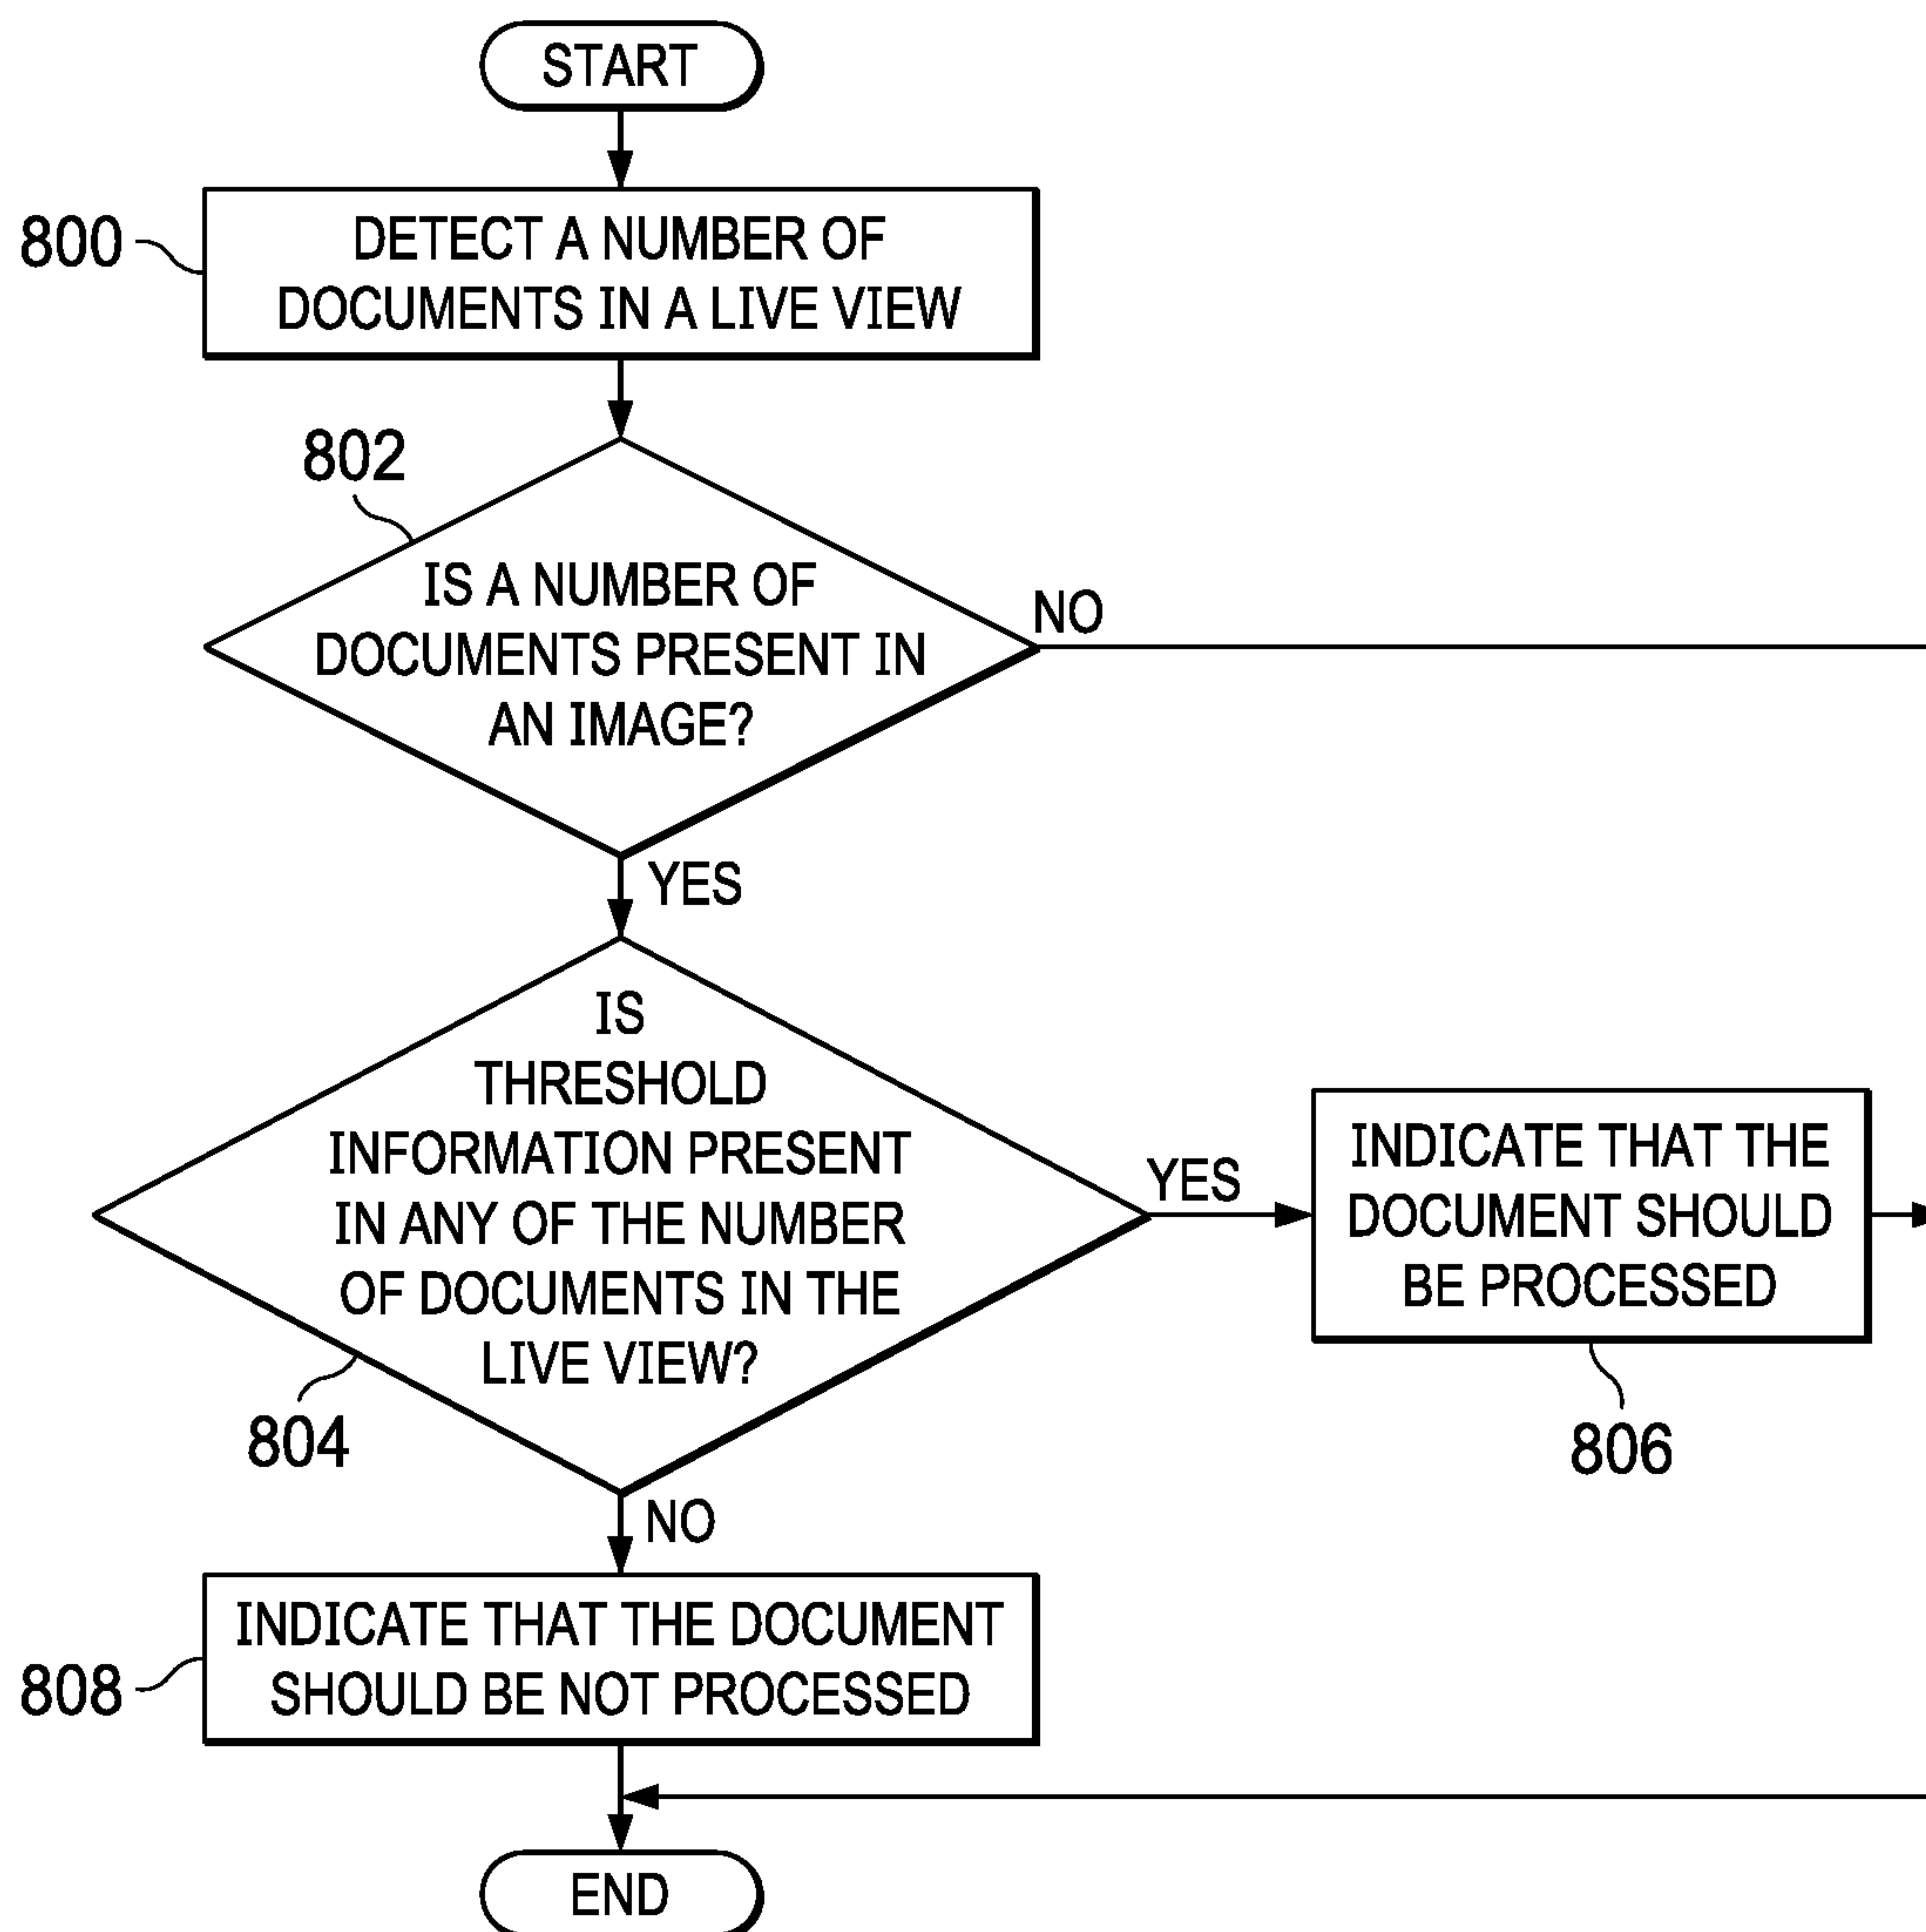 START
800
DETECT A NUMBER OF
DOCUMENTS IN A LIVE VIEW
802
IS A NUMBER OF
DOCUMENTS PRESENT IN
AN IMAGE?
NO
YES
IS
THRESHOLD
INFORMATION PRESENT
IN ANY OF THE NUMBER
OF DOCUMENTS IN THE
LIVE VIEW?
804
YES
INDICATE THAT THE
DOCUMENT SHOULD
BE PROCESSED
806
NO
808
INDICATE THAT THE DOCUMENT
SHOULD BE NOT PROCESSED
END